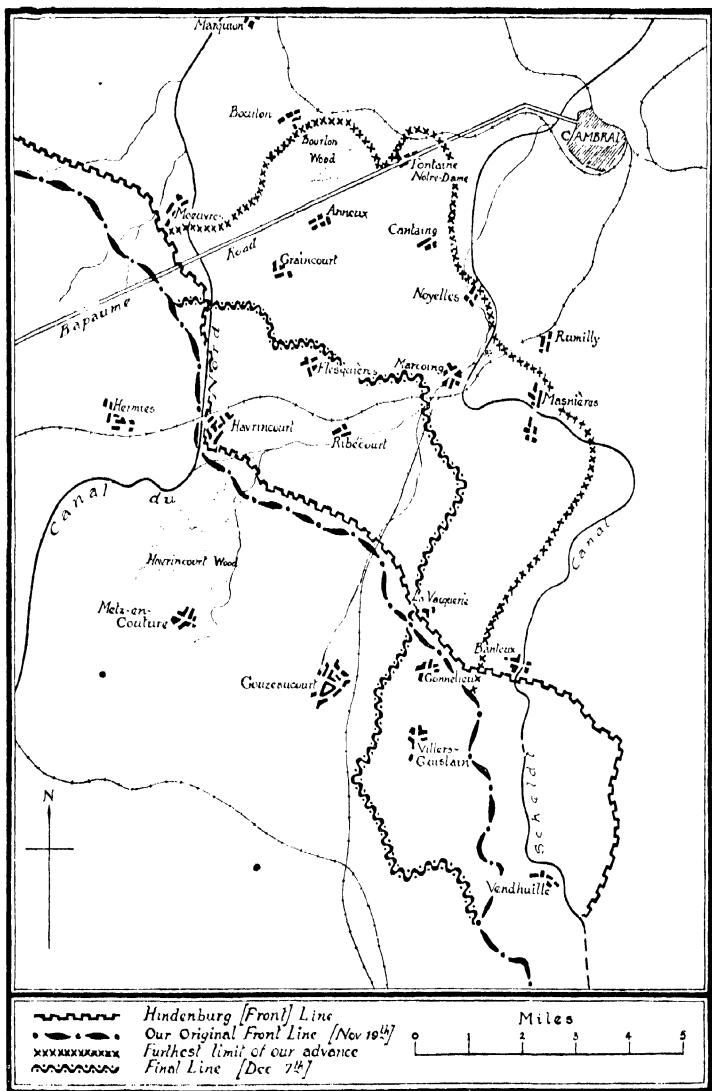 Marquion
Bourlon
Bourlon
Wood
CAMBRAI
Fontaine
Notre-Dame
Moeuvres
Anneux
Cantaing
Road
Graincourt
Bapaume
Noyelles
Nord
Rumilly
Flesquières
Marcoing
Masnières
Hermies
Havrincourt
Ribécourt
Canal du
Canal
Havrincourt Wood
Metz-en-
Couture
La Vacquerie
Banteux
Gonnelieu
Gouzeaucourt
Villers-
Guislain
Scheldt
N
Vendhuille
Hindenburg [Front] Line
Our Original Front Line [Nov 19th]
Furthest limit of our advance
Final Line [Dec 7th]
Miles
0 1 2 3 4 5